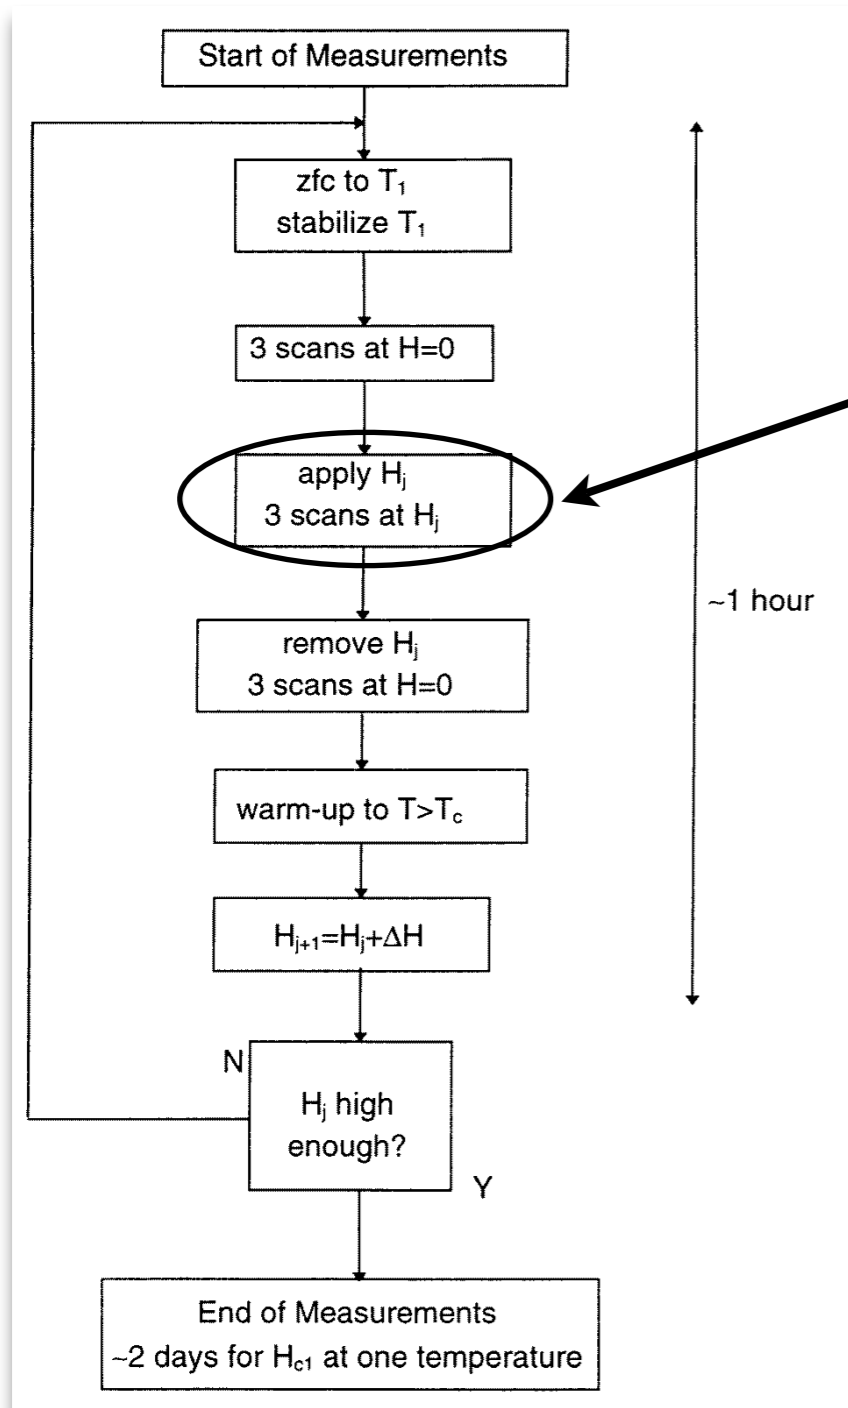 Start of Measurements
zfc to T₁
stabilize T₁
3 scans at H=0
apply Hⱼ
3 scans at Hⱼ
~1 hour
remove Hⱼ
3 scans at H=0
warm-up to T>T_c
Hⱼ₊₁=Hⱼ+ΔH
N
Hⱼ high
enough?
Y
End of Measurements
~2 days for H_c1 at one temperature